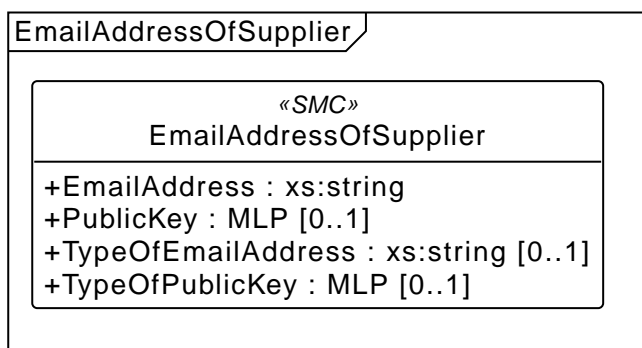 EmailAddressOfSupplier
«SMC»
EmailAddressOfSupplier
+EmailAddress : xs:string
+PublicKey : MLP [0..1]
+TypeOfEmailAddress : xs:string [0..1]
+TypeOfPublicKey : MLP [0..1]